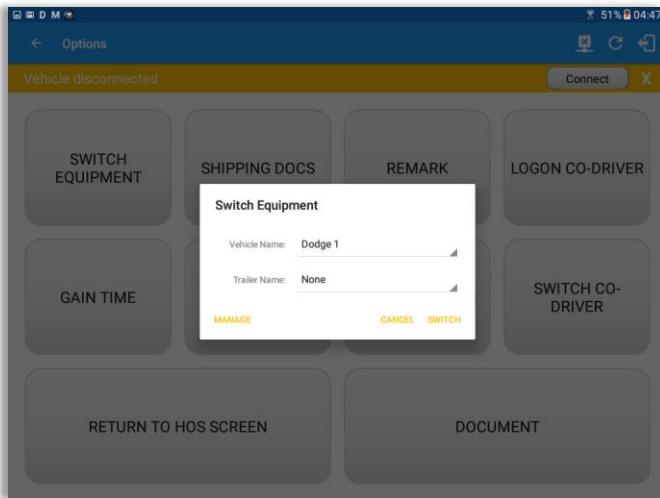 D M 51% 04:47
Options
Vehicle disconnected Connect X
SWITCH
EQUIPMENT
SHIPPING DOCS
REMARK
LOGON CO-DRIVER
Switch Equipment
Vehicle Name: Dodge 1
Trailer Name: None
MANAGE CANCEL SWITCH
GAIN TIME
SWITCH CO-
DRIVER
RETURN TO HOS SCREEN
DOCUMENT